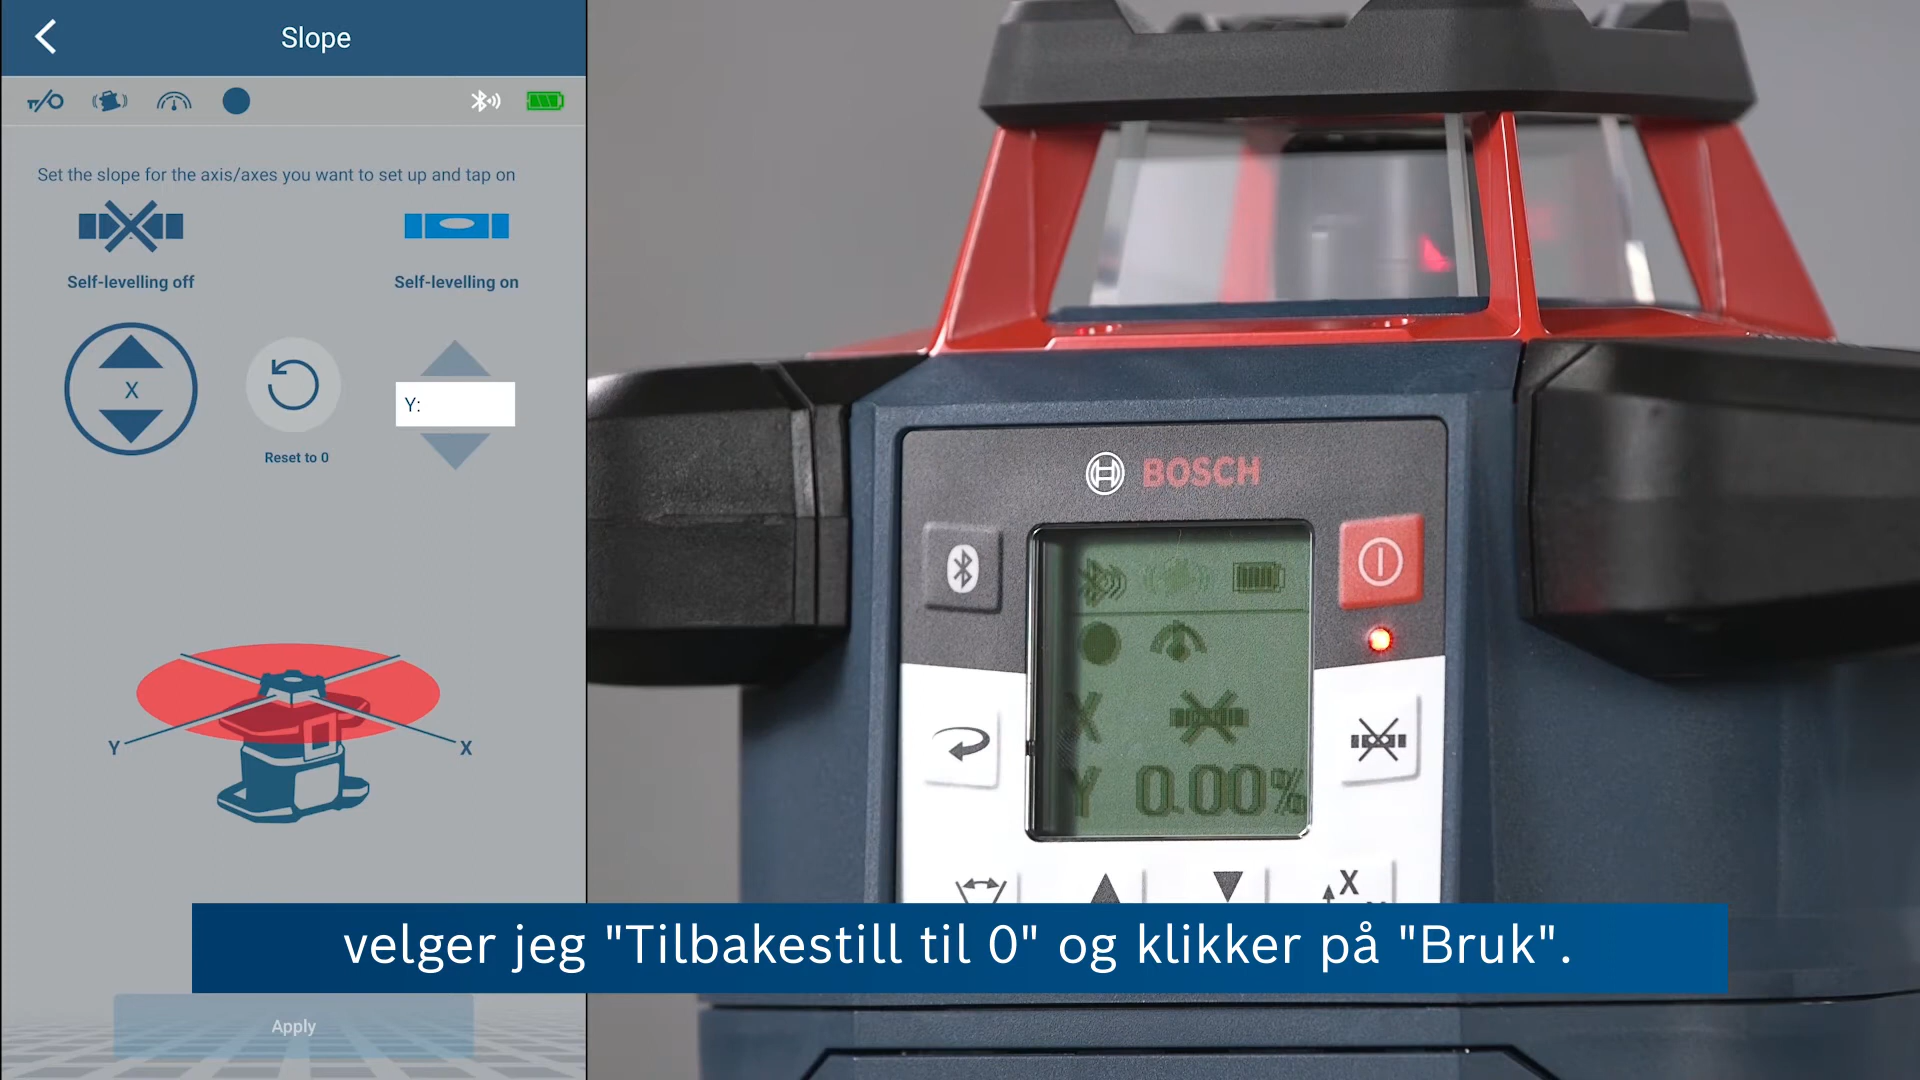 Slope
Set the slope for the axis/axes you want to set up and tap on
Self-levelling off
Self-levelling on
X
Reset to 0
Y:
Y
X
Apply
BOSCH
X
Y 0.00%
X
velger jeg "Tilbakestill til 0" og klikker på "Bruk".